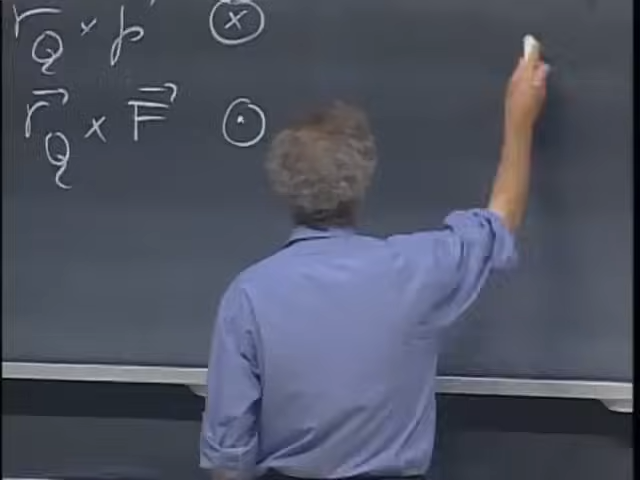 r_Q × p ⊗
r⃗_Q × F⃗ ⊙